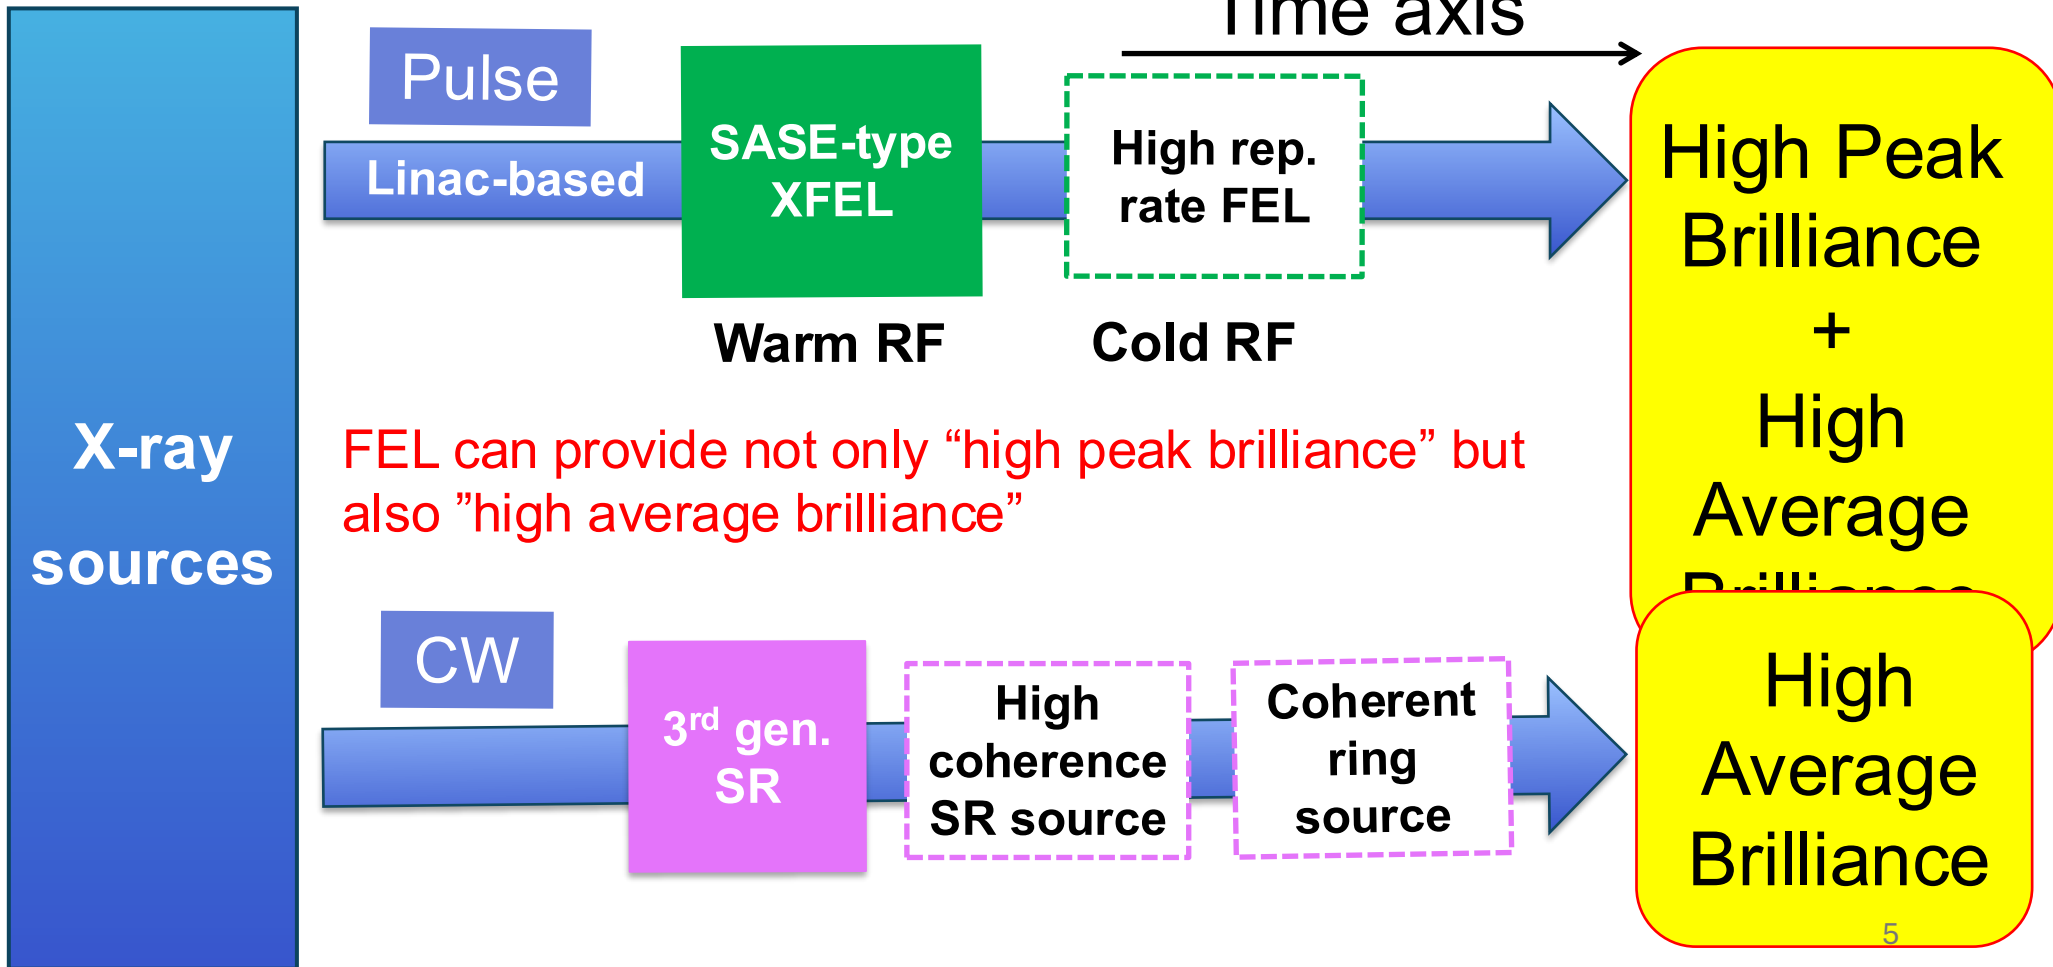 Time axis
Pulse
Linac-based
SASE-type
XFEL
High rep.
rate FEL
Warm RF
Cold RF
High Peak
Brilliance
+
High
Average
Brilliance
X-ray
sources
FEL can provide not only “high peak brilliance” but
also ”high average brilliance”
CW
3rd gen.
SR
High
coherence
SR source
Coherent
ring
source
High
Average
Brilliance
5